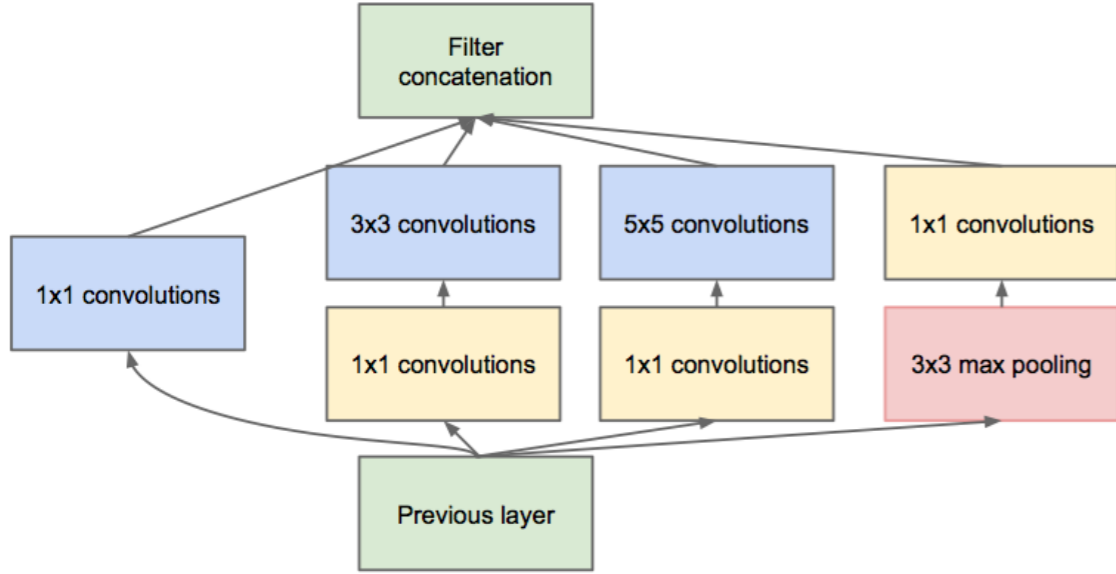 Filter
concatenation
3x3 convolutions
5x5 convolutions
1x1 convolutions
1x1 convolutions
1x1 convolutions
1x1 convolutions
3x3 max pooling
Previous layer